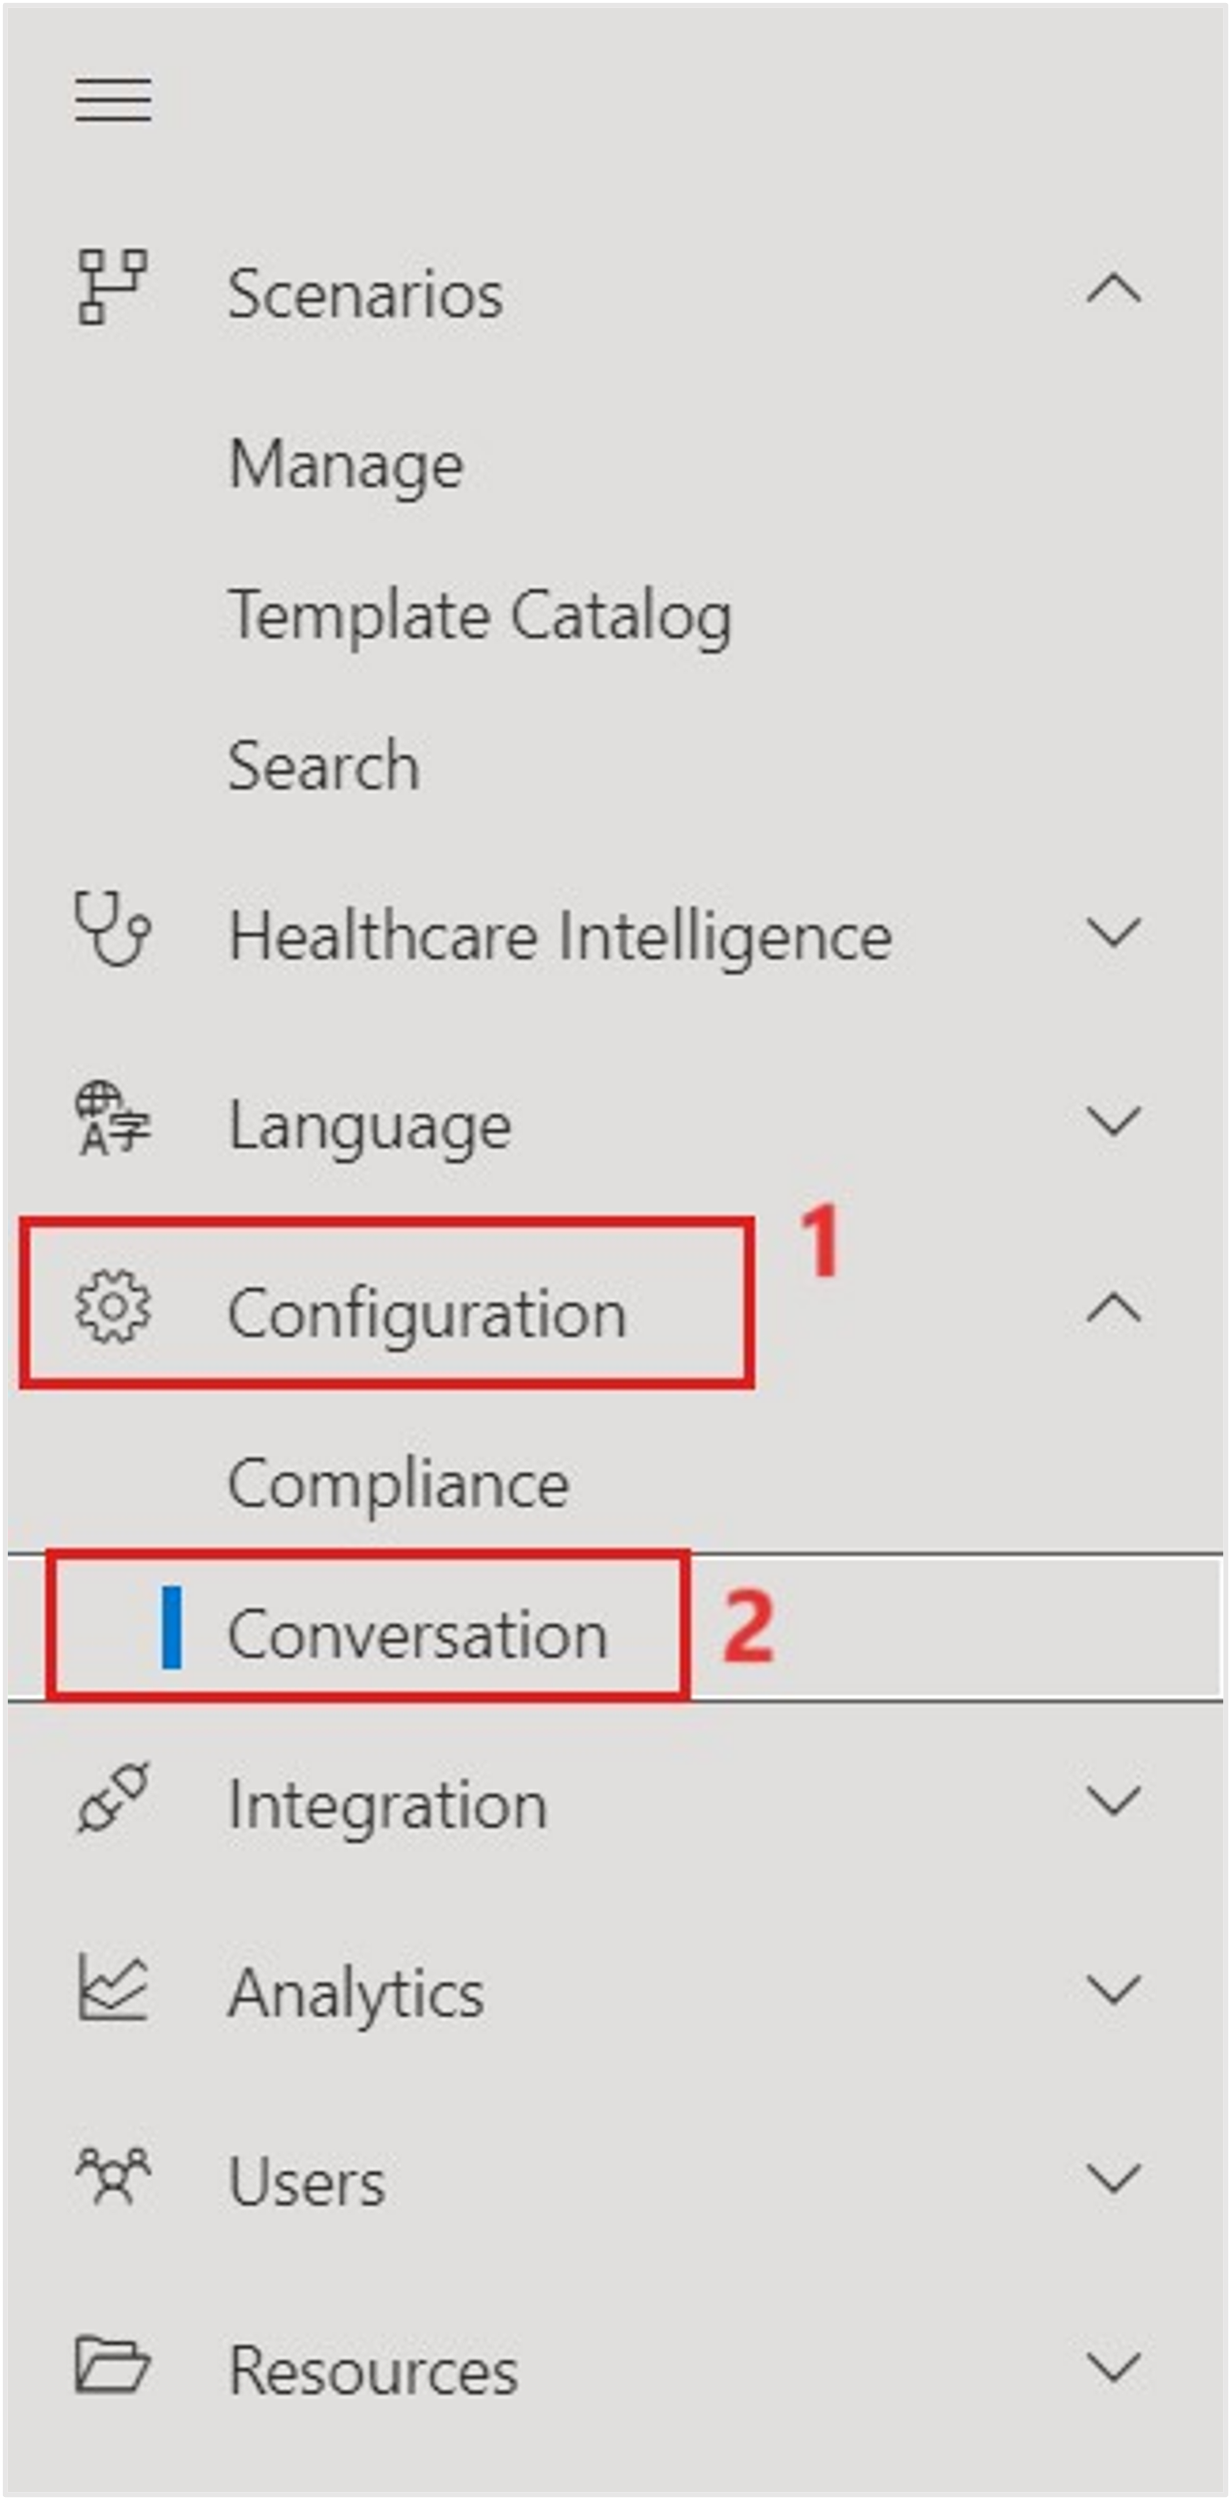 Scenarios
Manage
Template Catalog
Search
Healthcare Intelligence
Language
1
Configuration
Compliance
Conversation 2
Integration
Analytics
Users
Resources